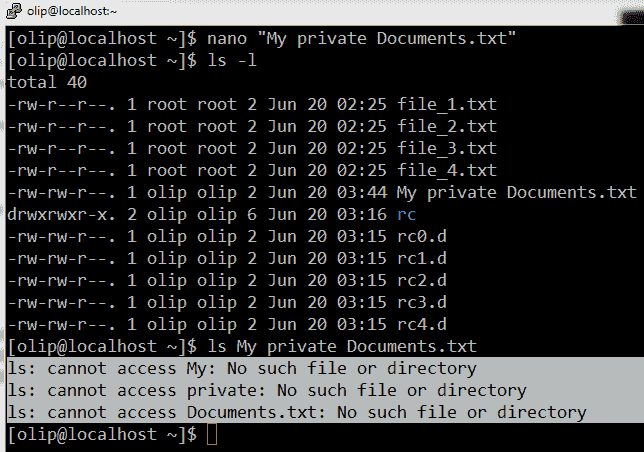 olip@localhost:~
[olip@localhost ~]$ nano "My private Documents.txt"
[olip@localhost ~]$ ls -l
total 40
-rw-r--r--. 1 root root 2 Jun 20 02:25 file_1.txt
-rw-r--r--. 1 root root 2 Jun 20 02:25 file_2.txt
-rw-r--r--. 1 root root 2 Jun 20 02:25 file_3.txt
-rw-r--r--. 1 root root 2 Jun 20 02:25 file_4.txt
-rw-rw-r--. 1 olip olip 2 Jun 20 03:44 My private Documents.txt
drwxrwxr-x. 2 olip olip 6 Jun 20 03:16 rc
-rw-rw-r--. 1 olip olip 2 Jun 20 03:15 rc0.d
-rw-rw-r--. 1 olip olip 2 Jun 20 03:15 rc1.d
-rw-rw-r--. 1 olip olip 2 Jun 20 03:15 rc2.d
-rw-rw-r--. 1 olip olip 2 Jun 20 03:15 rc3.d
-rw-rw-r--. 1 olip olip 2 Jun 20 03:15 rc4.d
[olip@localhost ~]$ ls My private Documents.txt
ls: cannot access My: No such file or directory
ls: cannot access private: No such file or directory
ls: cannot access Documents.txt: No such file or directory
[olip@localhost ~]$